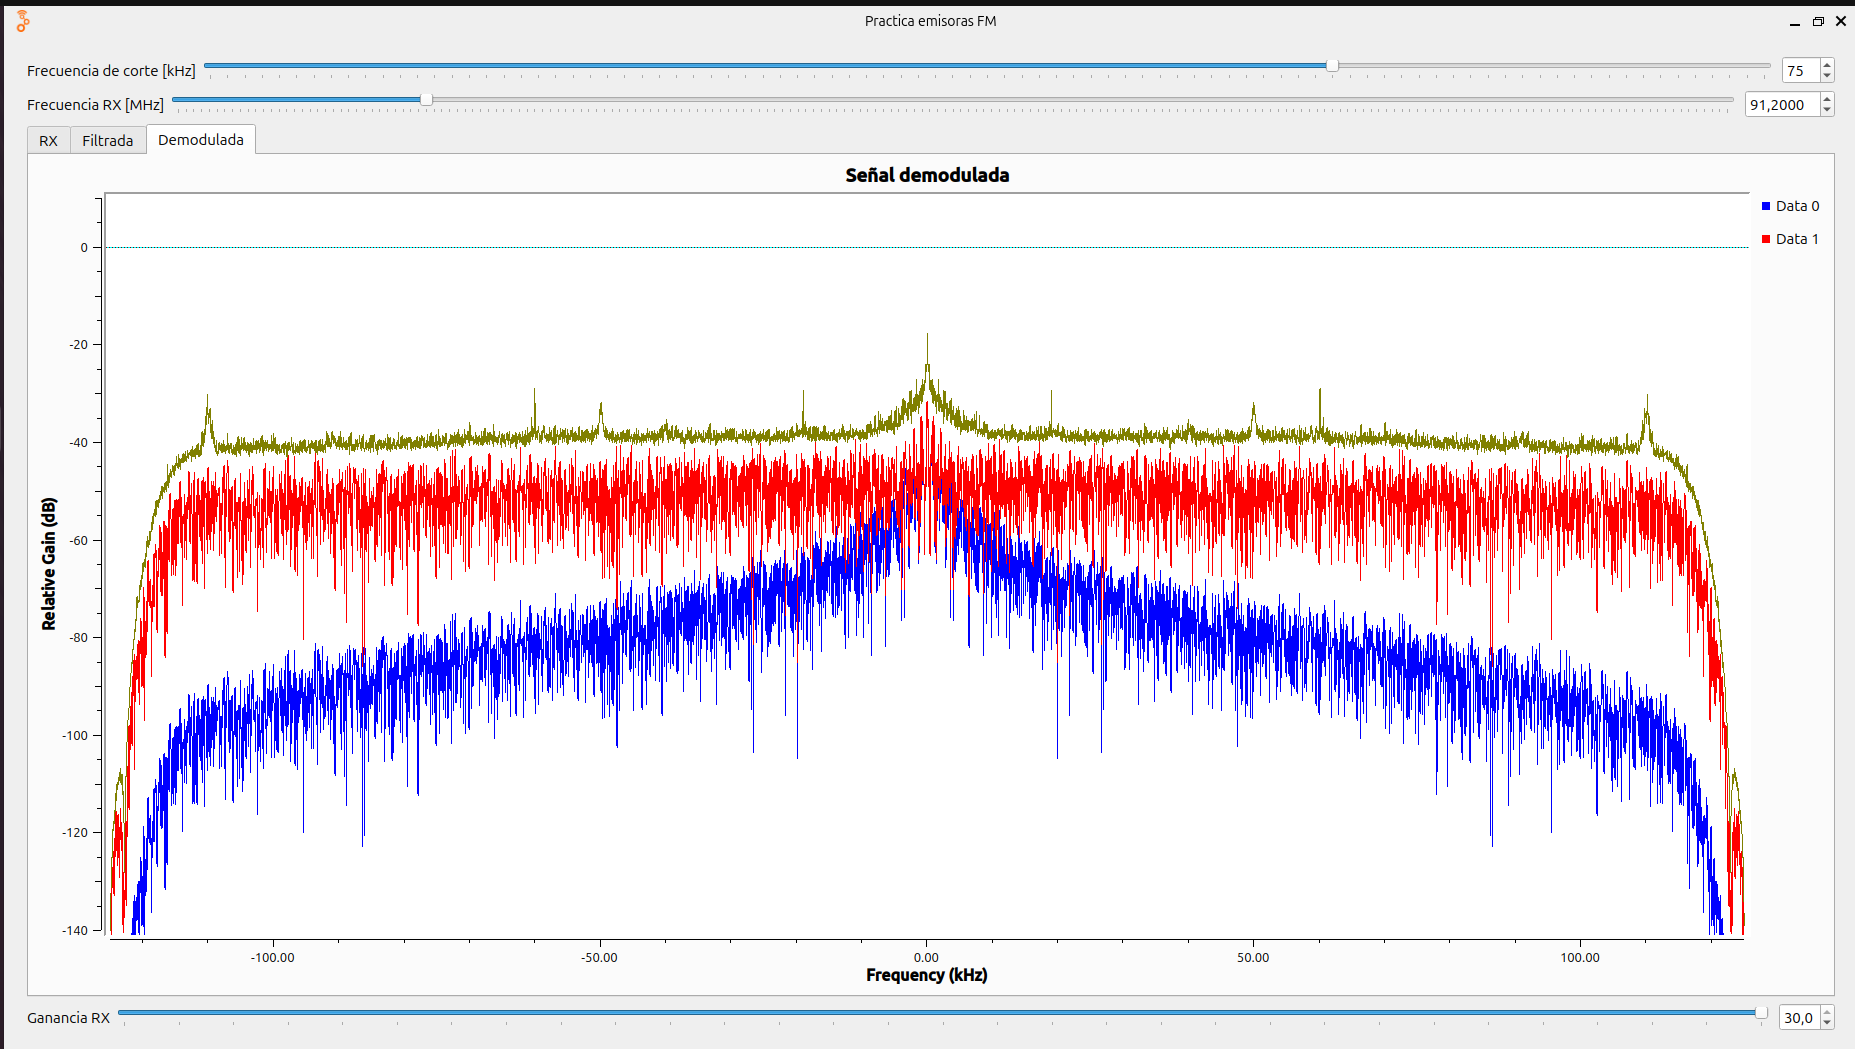 Practica emisoras FM
Frecuencia de corte [kHz]
75
Frecuencia RX [MHz]
91,2000
RX
Filtrada
Demodulada
Señal demodulada
Data 0
Data 1
Relative Gain (dB)
0
-20
-40
-60
-80
-100
-120
-140
-100.00
-50.00
0.00
50.00
100.00
Frequency (kHz)
Ganancia RX
30,0